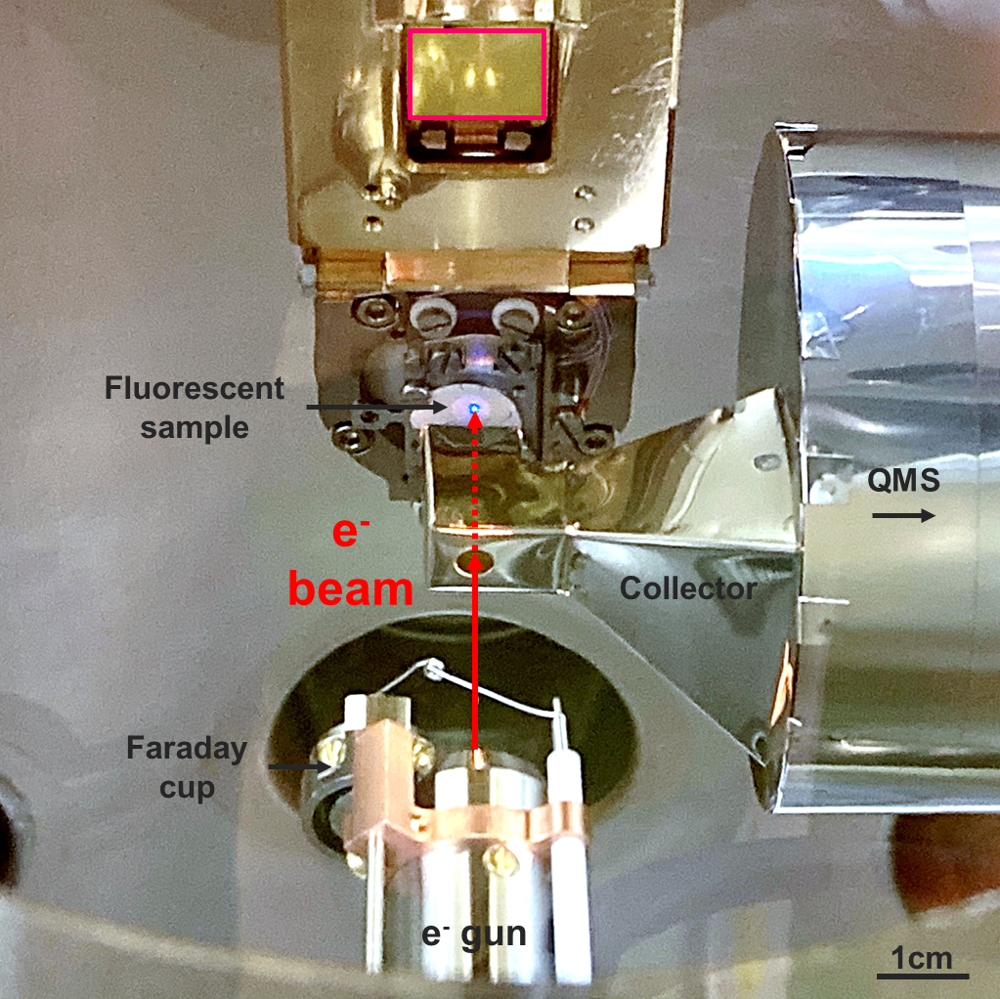 Fluorescent
sample
QMS
e-
beam
Collector
Faraday
cup
e- gun
1cm